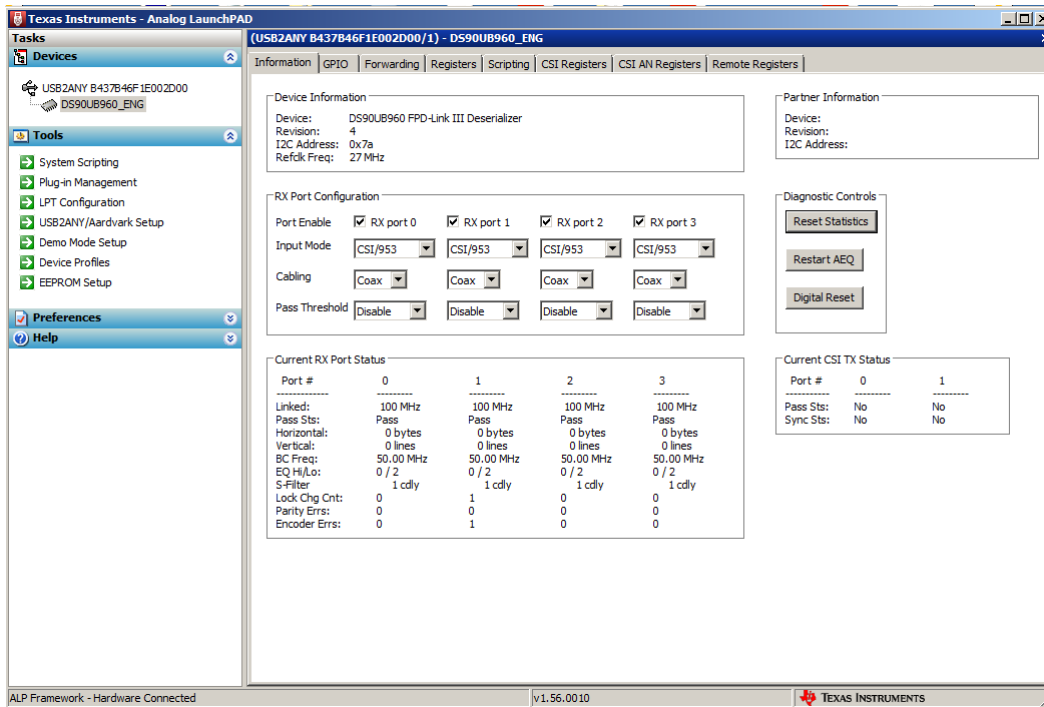 Texas Instruments - Analog LaunchPAD
Tasks
Devices
USB2ANY B437B46F1E002D00
DS90UB960_ENG
Tools
System Scripting
Plug-in Management
LPT Configuration
USB2ANY/Aardvark Setup
Demo Mode Setup
Device Profiles
EEPROM Setup
Preferences
Help
(USB2ANY B437B46F1E002D00/1) - DS90UB960_ENG
Information GPIO Forwarding Registers Scripting CSI Registers CSI AN Registers Remote Registers
Device Information
Device: DS90UB960 FPD-Link III Deserializer
Revision: 4
I2C Address: 0x7a
Refclk Freq: 27 MHz
Partner Information
Device:
Revision:
I2C Address:
RX Port Configuration
Port Enable RX port 0 RX port 1 RX port 2 RX port 3
Input Mode CSI/953 CSI/953 CSI/953 CSI/953
Cabling Coax Coax Coax Coax
Pass Threshold Disable Disable Disable Disable
Diagnostic Controls
Reset Statistics
Restart AEQ
Digital Reset
Current RX Port Status
Port # 0 1 2 3
------------- --------- --------- --------- ---------
Linked: 100 MHz 100 MHz 100 MHz 100 MHz
Pass Sts: Pass Pass Pass Pass
Horizontal: 0 bytes 0 bytes 0 bytes 0 bytes
Vertical: 0 lines 0 lines 0 lines 0 lines
BC Freq: 50.00 MHz 50.00 MHz 50.00 MHz 50.00 MHz
EQ Hi/Lo: 0 / 2 0 / 2 0 / 2 0 / 2
S-Filter 1 cdly 1 cdly 1 cdly 1 cdly
Lock Chg Cnt: 0 1 0 0
Parity Errs: 0 0 0 0
Encoder Errs: 0 1 0 0
Current CSI TX Status
Port # 0 1
----------- --------- ---------
Pass Sts: No No
Sync Sts: No No
ALP Framework - Hardware Connected
v1.56.0010
TEXAS INSTRUMENTS